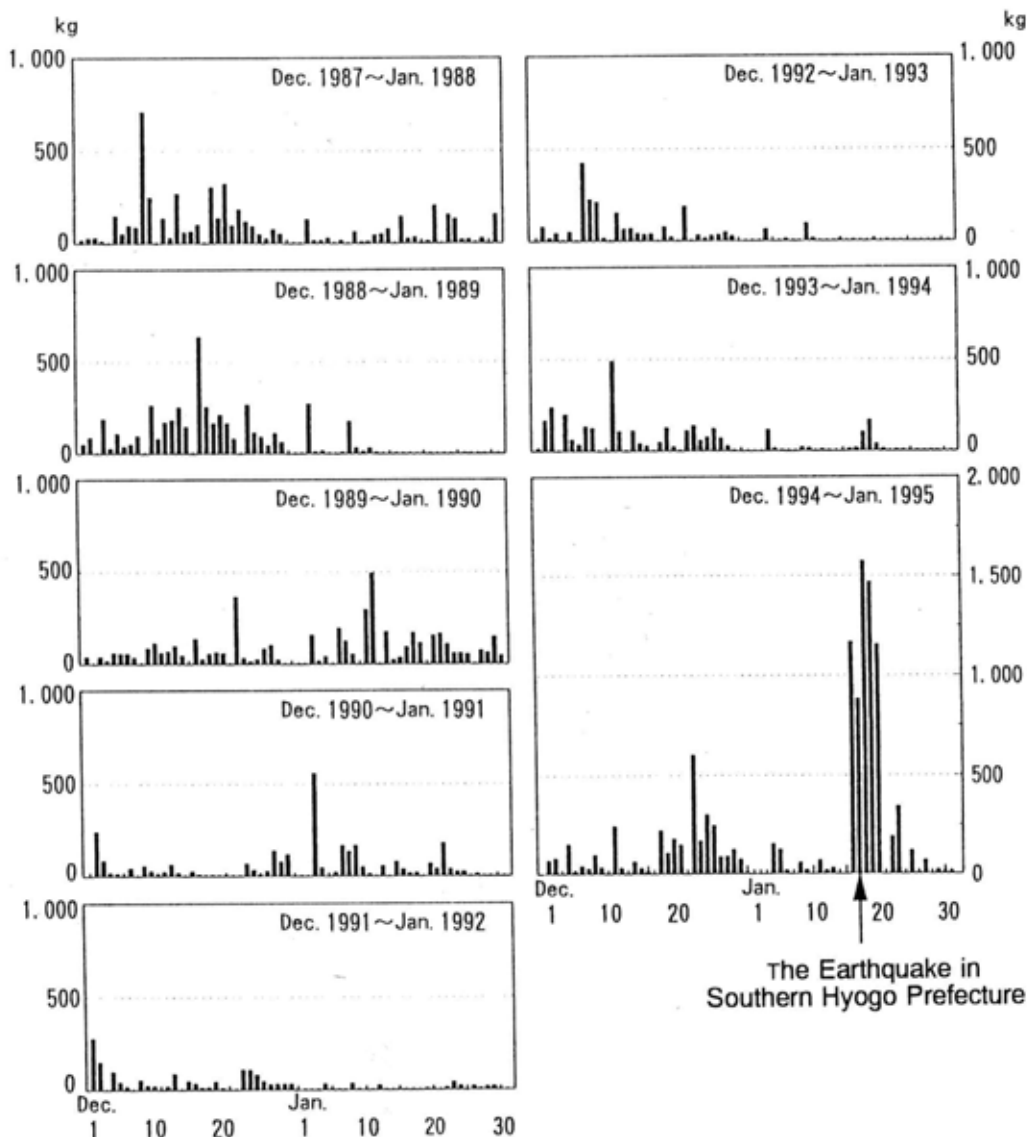 kg
1.000
500
0
Dec. 1987~Jan. 1988
1.000
500
0
Dec. 1988~Jan. 1989
1.000
500
0
Dec. 1989~Jan. 1990
1.000
500
0
Dec. 1990~Jan. 1991
1.000
500
0
Dec. 1991~Jan. 1992
Dec. Jan.
1 10 20 1 10 20 30
kg
1.000
500
0
Dec. 1992~Jan. 1993
1.000
500
0
Dec. 1993~Jan. 1994
2.000
1.500
1.000
500
0
Dec. 1994~Jan. 1995
Dec. Jan.
1 10 20 1 10 20 30
The Earthquake in
Southern Hyogo Prefecture